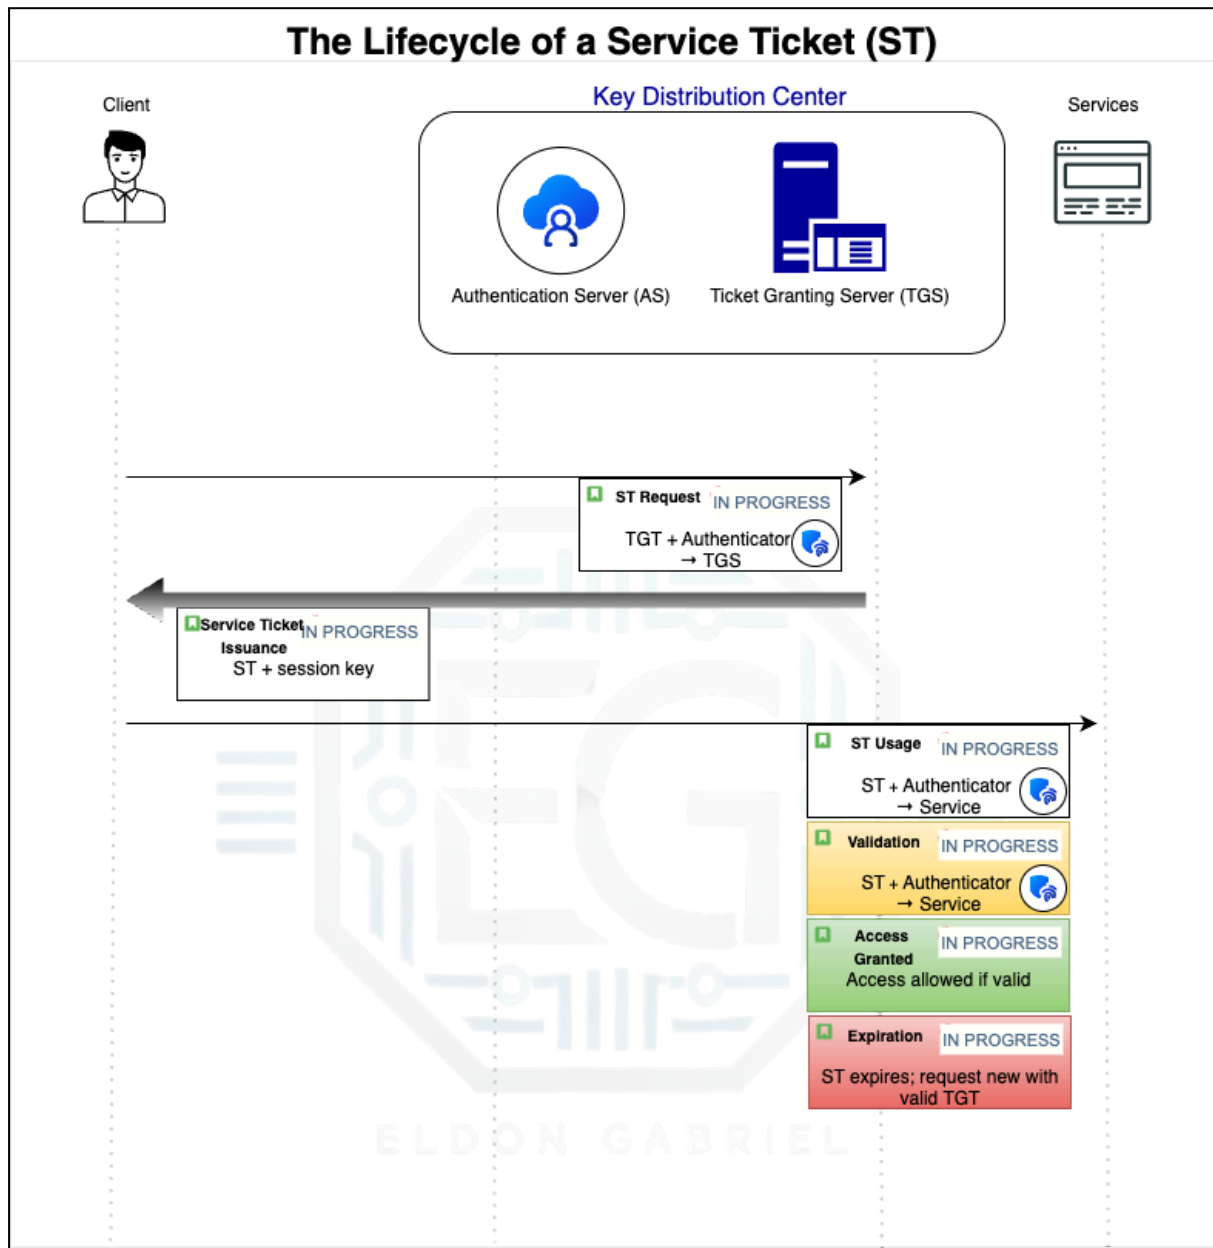 The Lifecycle of a Service Ticket (ST)
Client
Key Distribution Center
Services
Authentication Server (AS)
Ticket Granting Server (TGS)
ST Request IN PROGRESS
TGT + Authenticator
→ TGS
Service Ticket IN PROGRESS
Issuance
ST + session key
ST Usage IN PROGRESS
ST + Authenticator
→ Service
Validation IN PROGRESS
ST + Authenticator
→ Service
Access IN PROGRESS
Granted
Access allowed if valid
Expiration IN PROGRESS
ST expires; request new with
valid TGT
EG
ELDON GABRIEL